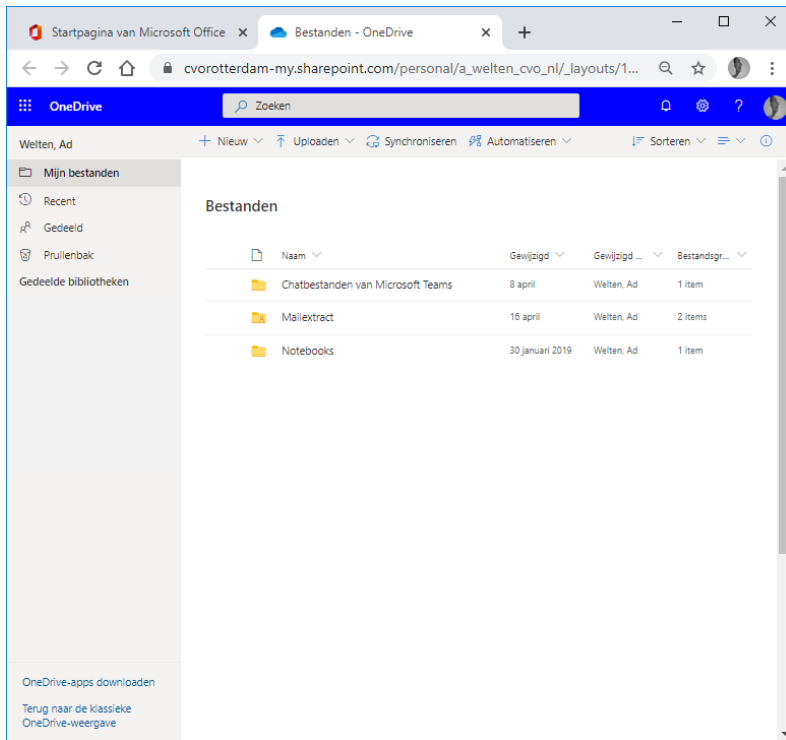 Startpagina van Microsoft Office
Bestanden - OneDrive
cvorotterdam-my.sharepoint.com/personal/a_welten_cvo_nl/_layouts/1...
OneDrive
Zoeken
?
Welten, Ad
Nieuw
Uploaden
Synchroniseren
Automatiseren
Sorteren
Mijn bestanden
Recent
Gedeeld
Prullenbak
Gedeelde bibliotheken
Bestanden
Naam Gewijzigd Gewijzigd ... Bestandsgr...
Chatbestanden van Microsoft Teams 8 april Welten, Ad 1 item
Mailextract 16 april Welten, Ad 2 items
Notebooks 30 januari 2019 Welten, Ad 1 item
OneDrive-apps downloaden
Terug naar de klassieke
OneDrive-weergave